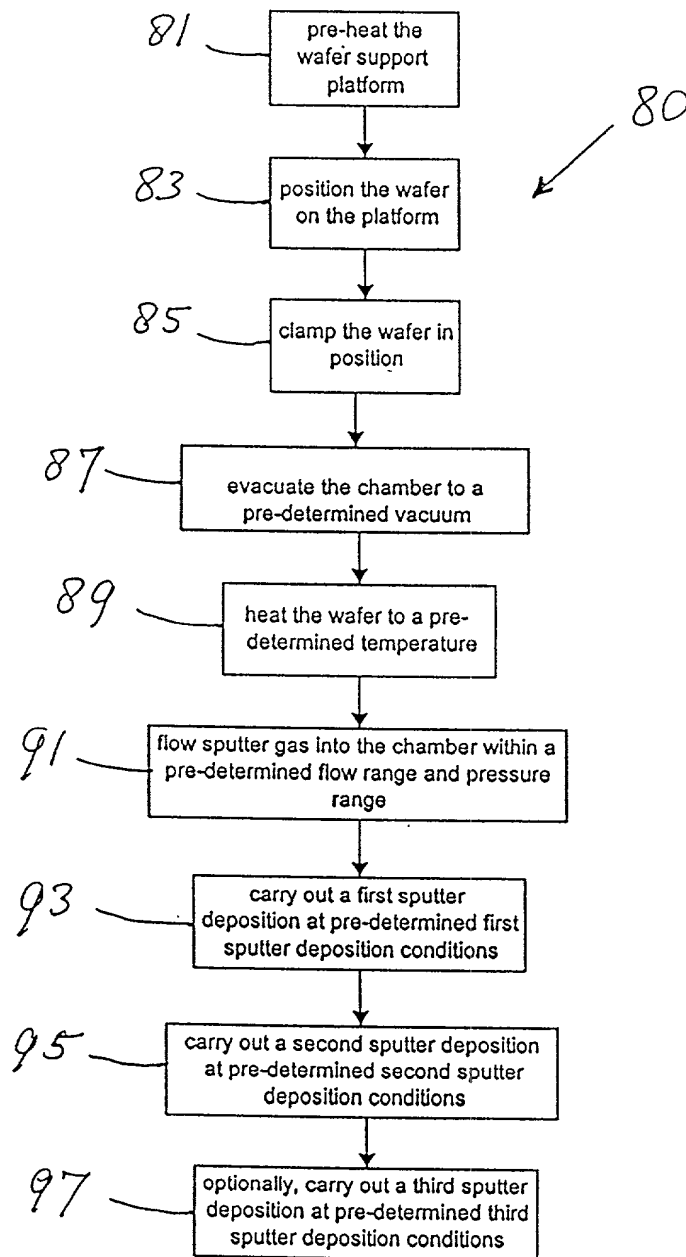 81
pre-heat the
wafer support
platform
80
83
position the wafer
on the platform
85
clamp the wafer in
position
87
evacuate the chamber to a
pre-determined vacuum
89
heat the wafer to a pre-
determined temperature
91
flow sputter gas into the chamber within a
pre-determined flow range and pressure
range
93
carry out a first sputter
deposition at pre-determined first
sputter deposition conditions
95
carry out a second sputter deposition
at pre-determined second sputter
deposition conditions
97
optionally, carry out a third sputter
deposition at pre-determined third
sputter deposition conditions